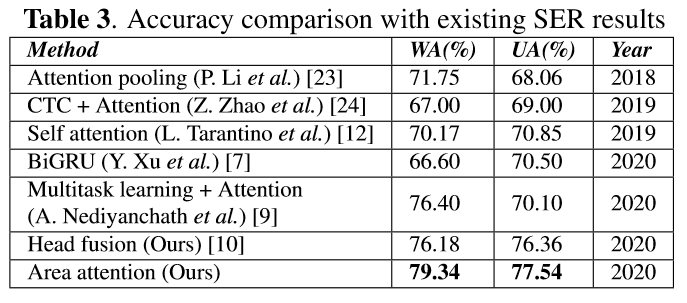 Table 3. Accuracy comparison with existing SER results
Method WA(%) UA(%) Year
Attention pooling (P. Li et al.) [23] 71.75 68.06 2018
CTC + Attention (Z. Zhao et al.) [24] 67.00 69.00 2019
Self attention (L. Tarantino et al.) [12] 70.17 70.85 2019
BiGRU (Y. Xu et al.) [7] 66.60 70.50 2020
Multitask learning + Attention
(A. Nediyanchath et al.) [9] 76.40 70.10 2020
Head fusion (Ours) [10] 76.18 76.36 2020
Area attention (Ours) 79.34 77.54 2020